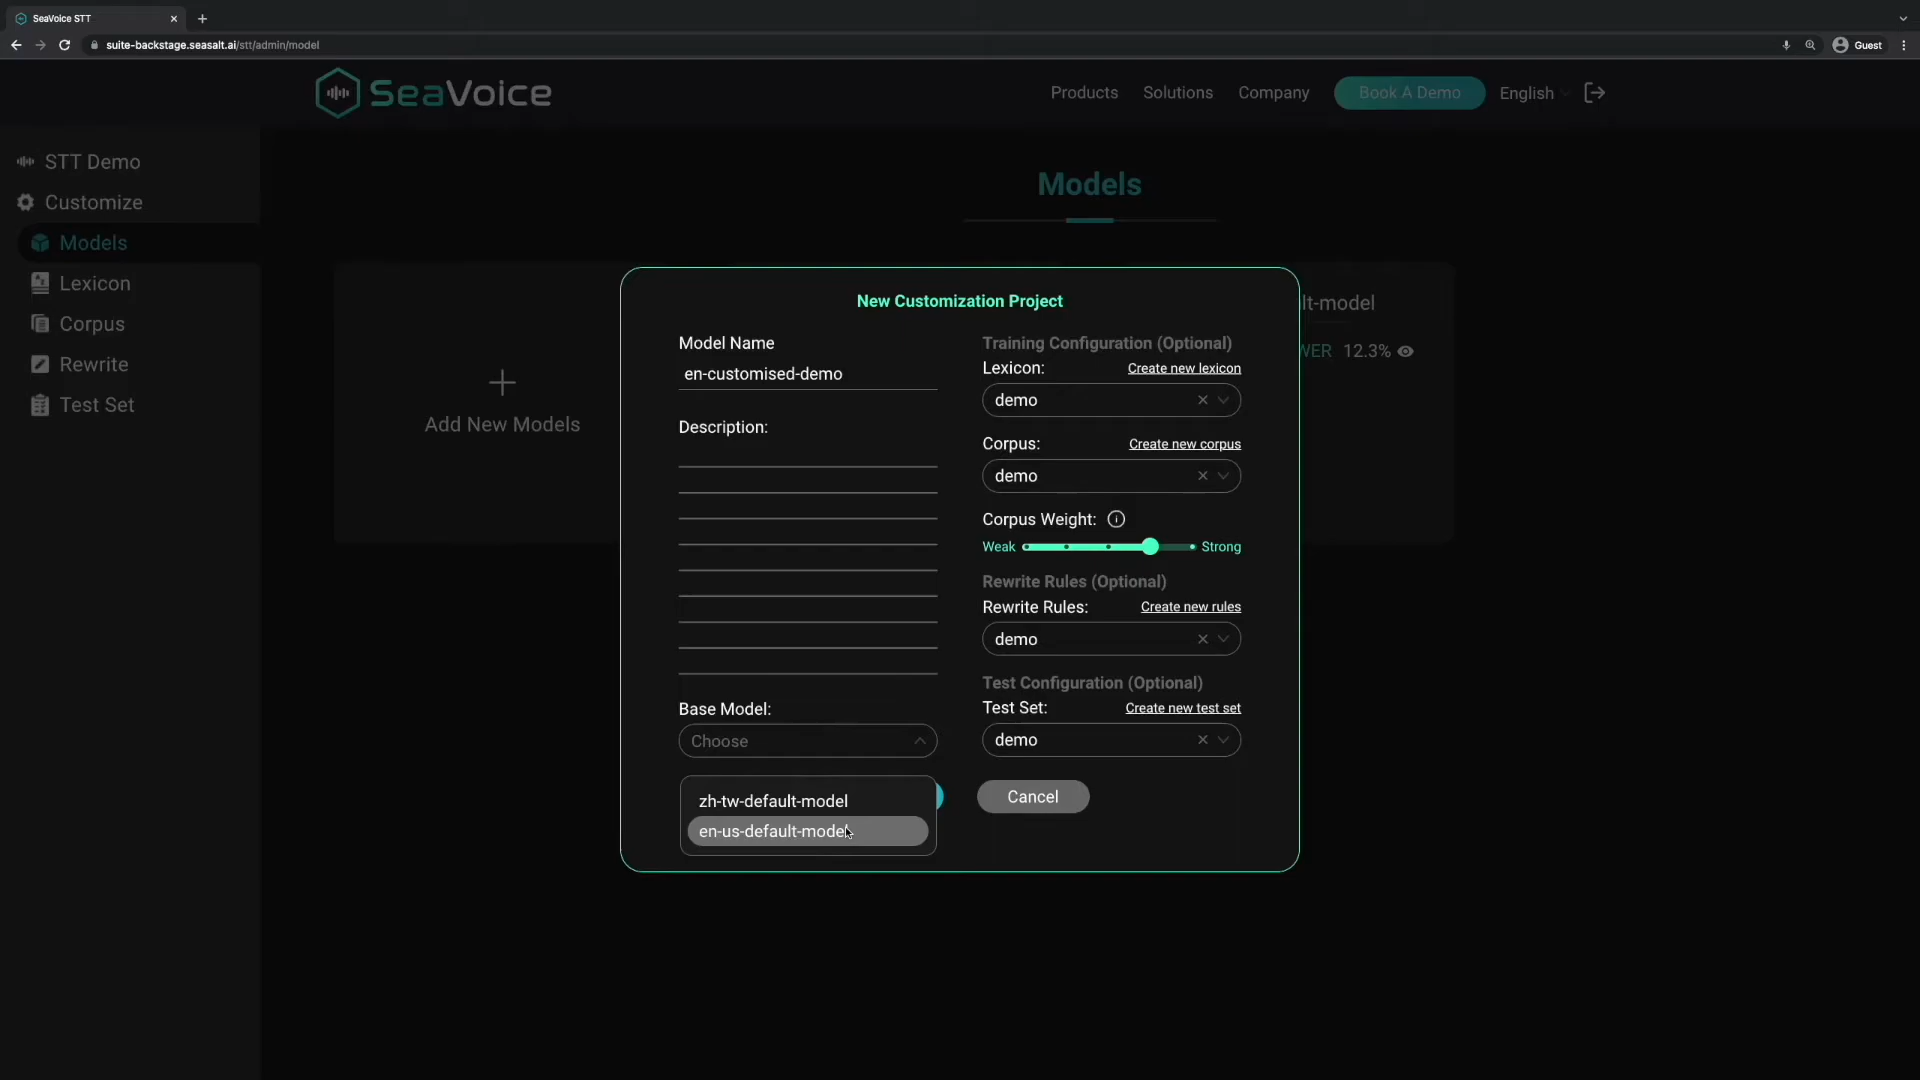 SeaVoice STT
suite-backstage.seasalt.ai/stt/admin/model
Guest
SeaVoice
Products
Solutions
Company
Book A Demo
English
STT Demo
Customize
Models
Lexicon
Corpus
Rewrite
Test Set
Models
Add New Models
lt-model
WER 12.3%
New Customization Project
Model Name
en-customised-demo
Description:
Base Model:
Choose
zh-tw-default-model
en-us-default-model
Training Configuration (Optional)
Lexicon:
Create new lexicon
demo
Corpus:
Create new corpus
demo
Corpus Weight:
Weak
Strong
Rewrite Rules (Optional)
Rewrite Rules:
Create new rules
demo
Test Configuration (Optional)
Test Set:
Create new test set
demo
Cancel